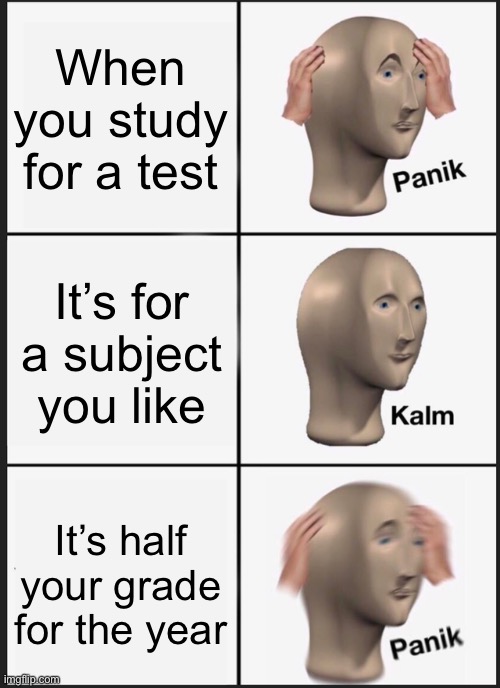 When
you study
for a test
Panik
It's for
a subject
you like
Kalm
It's half
your grade
for the year
Panik
imgflip.com